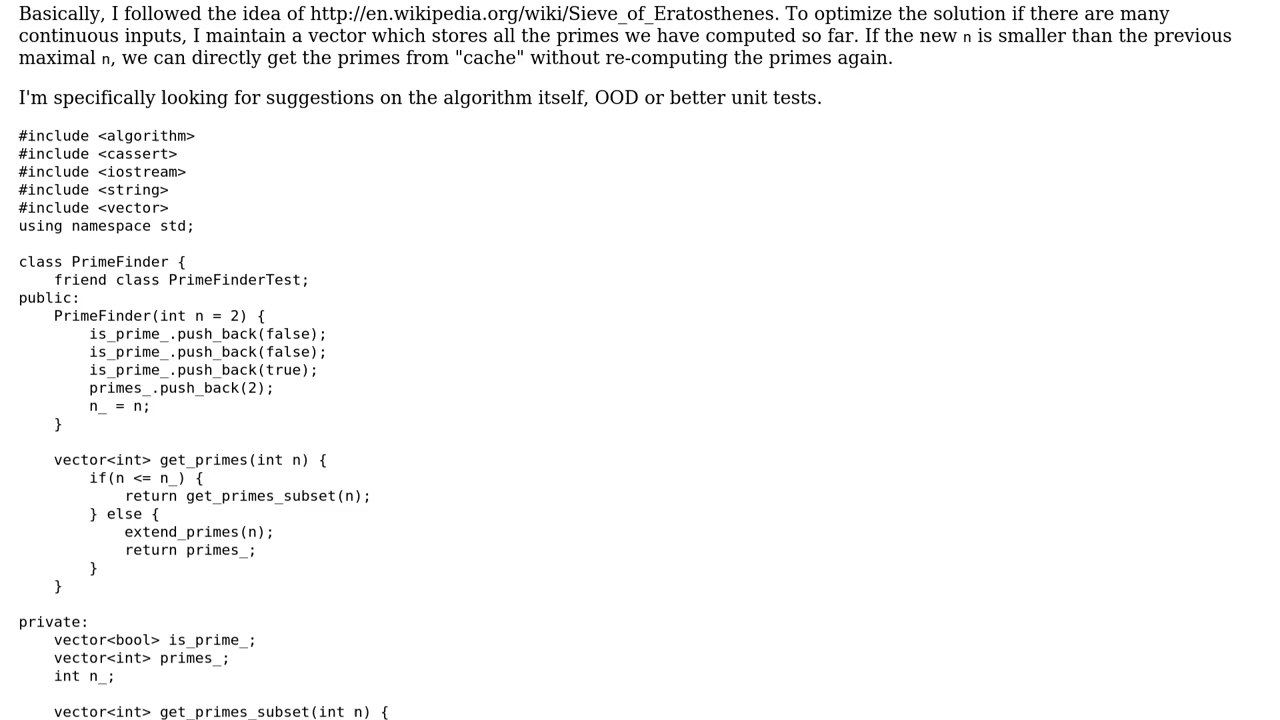 Basically, I followed the idea of http://en.wikipedia.org/wiki/Sieve_of_Eratosthenes. To optimize the solution if there are many
continuous inputs, I maintain a vector which stores all the primes we have computed so far. If the new n is smaller than the previous
maximal n, we can directly get the primes from "cache" without re-computing the primes again.
I'm specifically looking for suggestions on the algorithm itself, OOD or better unit tests.
#include <algorithm>
#include <cassert>
#include <iostream>
#include <string>
#include <vector>
using namespace std;
class PrimeFinder {
    friend class PrimeFinderTest;
public:
    PrimeFinder(int n = 2) {
        is_prime_.push_back(false);
        is_prime_.push_back(false);
        is_prime_.push_back(true);
        primes_.push_back(2);
        n_ = n;
    }
    vector<int> get_primes(int n) {
        if(n <= n_) {
            return get_primes_subset(n);
        } else {
            extend_primes(n);
            return primes_;
        }
    }
private:
    vector<bool> is_prime_;
    vector<int> primes_;
    int n_;
    vector<int> get_primes_subset(int n) {